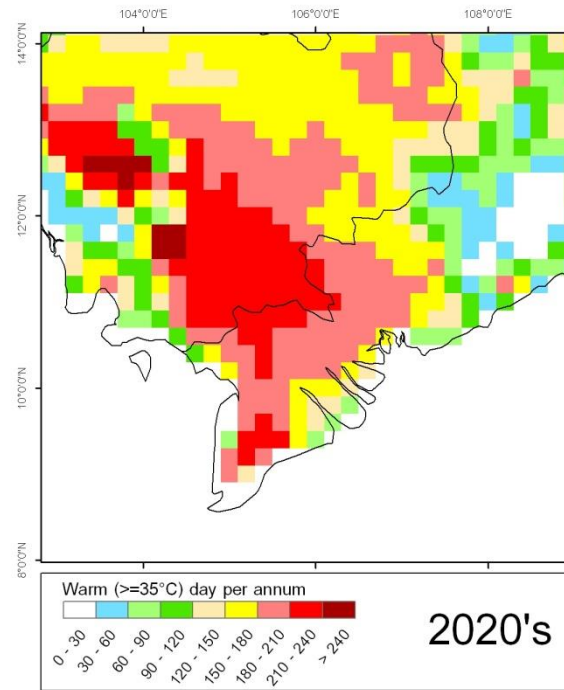 104°0'0"E 106°0'0"E 108°0'0"E
14°0'0"N
12°0'0"N
10°0'0"N
8°0'0"N
Warm (>=35°C) day per annum
0 - 30 30 - 60 60 - 90 90 - 120 120 - 150 150 - 180 180 - 210 210 - 240 > 240
2020's